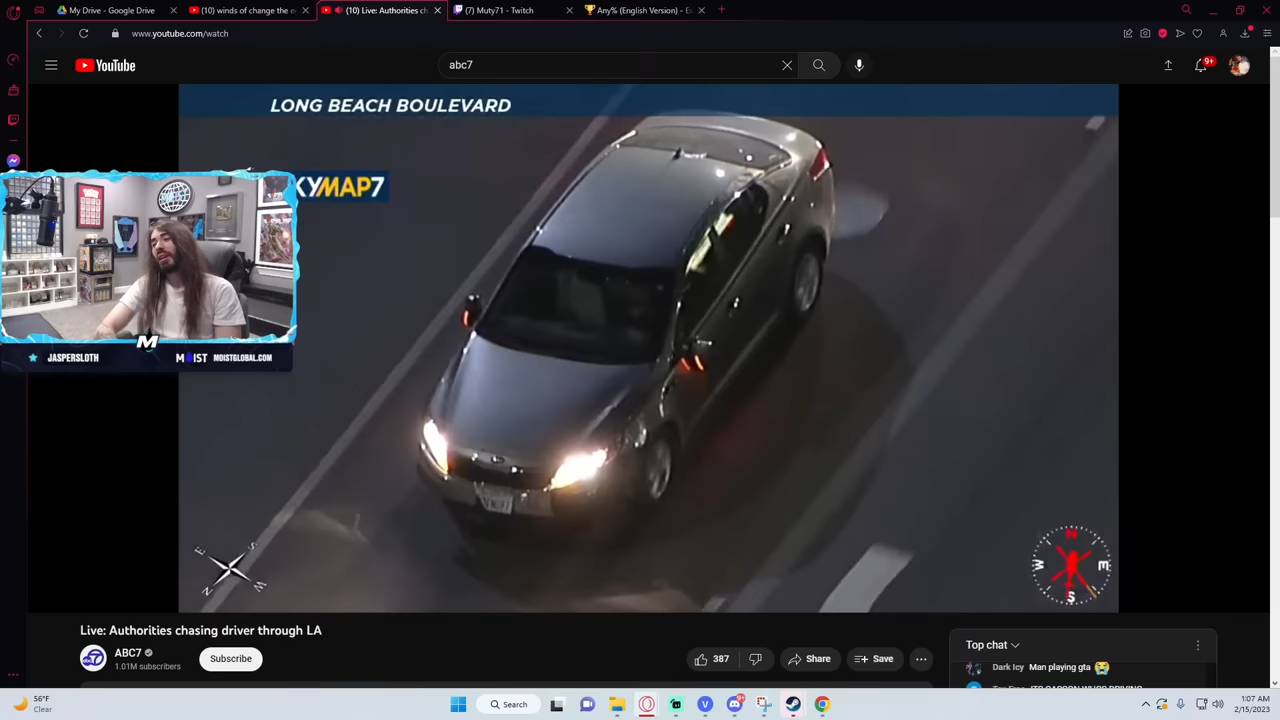 My Drive - Google Drive
(10) winds of change the e
(10) Live: Authorities c
(7) Muty71 - Twitch
Any% (English Version) - E
www.youtube.com/watch
YouTube
abc7
9+
LONG BEACH BOULEVARD
KYMAP7
JASPERSLOTH
MOIST
MOISTGLOBAL.COM
E
S
N
W
N
W
E
S
Live: Authorities chasing driver through LA
ABC7
1.01M subscribers
Subscribe
387
Share
Save
Top chat
Dark Icy Man playing gta
56°F
Clear
Search
1:07 AM
2/15/2023